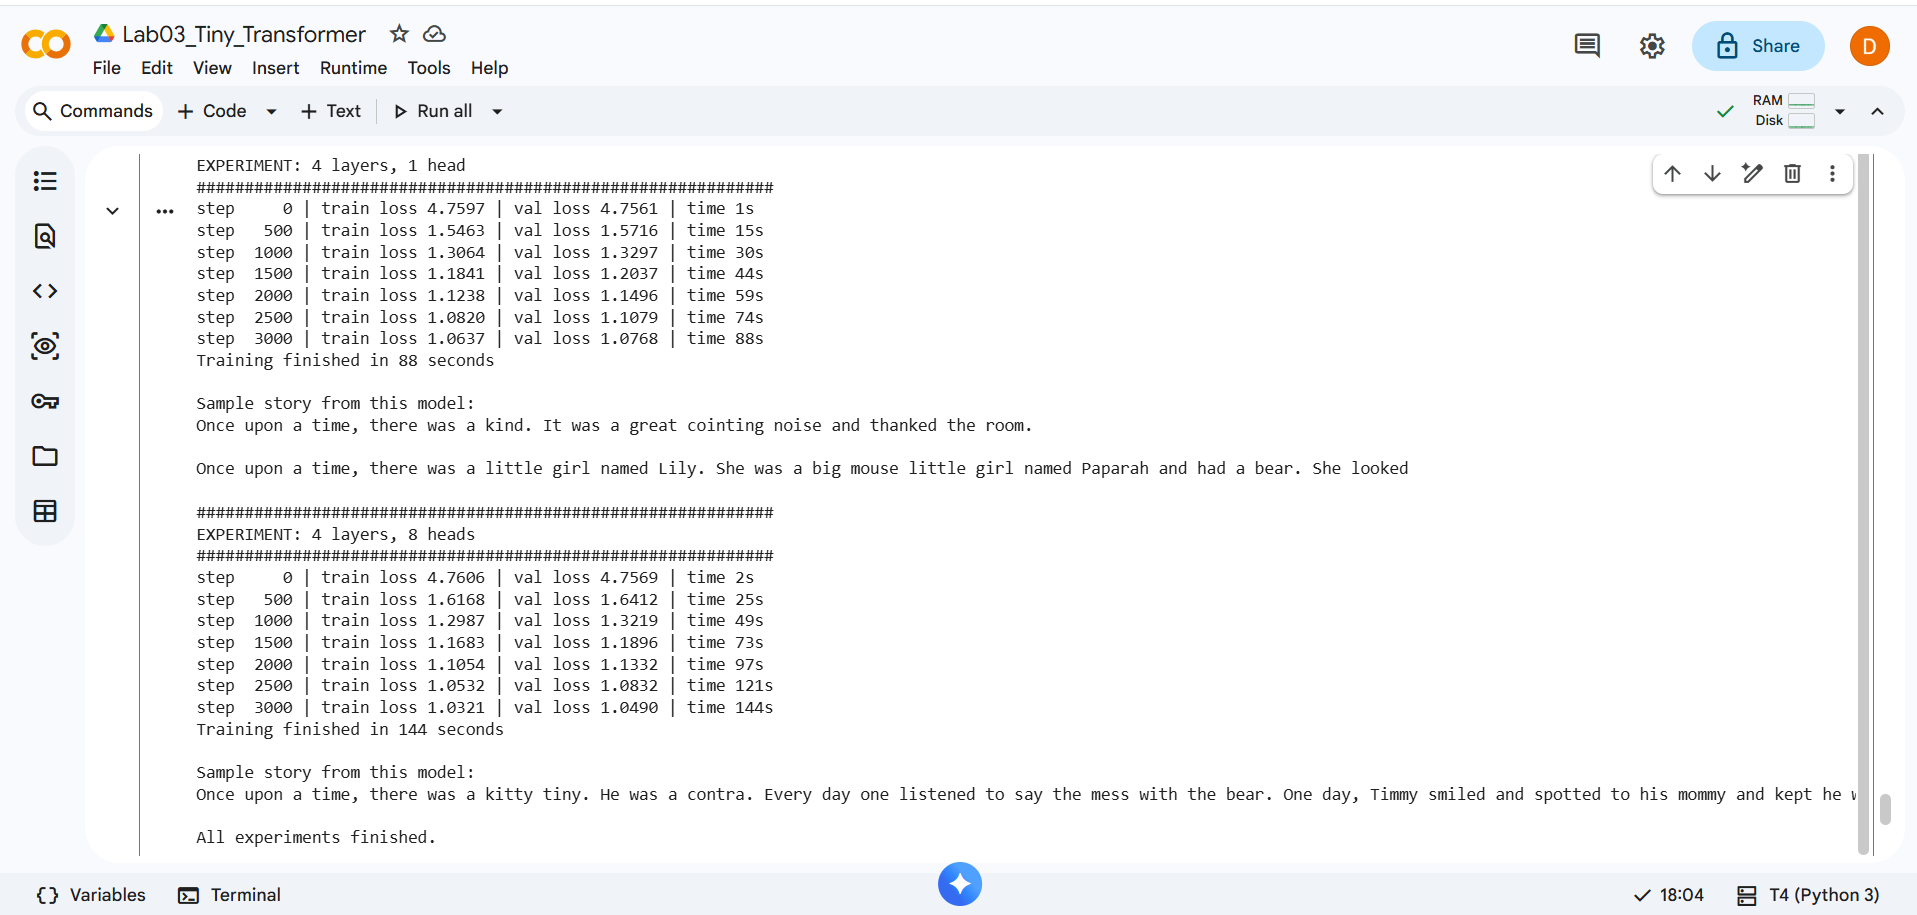 Lab03_Tiny_Transformer
File Edit View Insert Runtime Tools Help
Share
D
Commands + Code + Text Run all
RAM
Disk
EXPERIMENT: 4 layers, 1 head
############################################################
step     0 | train loss 4.7597 | val loss 4.7561 | time 1s
step   500 | train loss 1.5463 | val loss 1.5716 | time 15s
step  1000 | train loss 1.3064 | val loss 1.3297 | time 30s
step  1500 | train loss 1.1841 | val loss 1.2037 | time 44s
step  2000 | train loss 1.1238 | val loss 1.1496 | time 59s
step  2500 | train loss 1.0820 | val loss 1.1079 | time 74s
step  3000 | train loss 1.0637 | val loss 1.0768 | time 88s
Training finished in 88 seconds
Sample story from this model:
Once upon a time, there was a kind. It was a great cointing noise and thanked the room.
Once upon a time, there was a little girl named Lily. She was a big mouse little girl named Paparah and had a bear. She looked
############################################################
EXPERIMENT: 4 layers, 8 heads
############################################################
step     0 | train loss 4.7606 | val loss 4.7569 | time 2s
step   500 | train loss 1.6168 | val loss 1.6412 | time 25s
step  1000 | train loss 1.2987 | val loss 1.3219 | time 49s
step  1500 | train loss 1.1683 | val loss 1.1896 | time 73s
step  2000 | train loss 1.1054 | val loss 1.1332 | time 97s
step  2500 | train loss 1.0532 | val loss 1.0832 | time 121s
step  3000 | train loss 1.0321 | val loss 1.0490 | time 144s
Training finished in 144 seconds
Sample story from this model:
Once upon a time, there was a kitty tiny. He was a contra. Every day one listened to say the mess with the bear. One day, Timmy smiled and spotted to his mommy and kept he
All experiments finished.
Variables Terminal
18:04 T4 (Python 3)